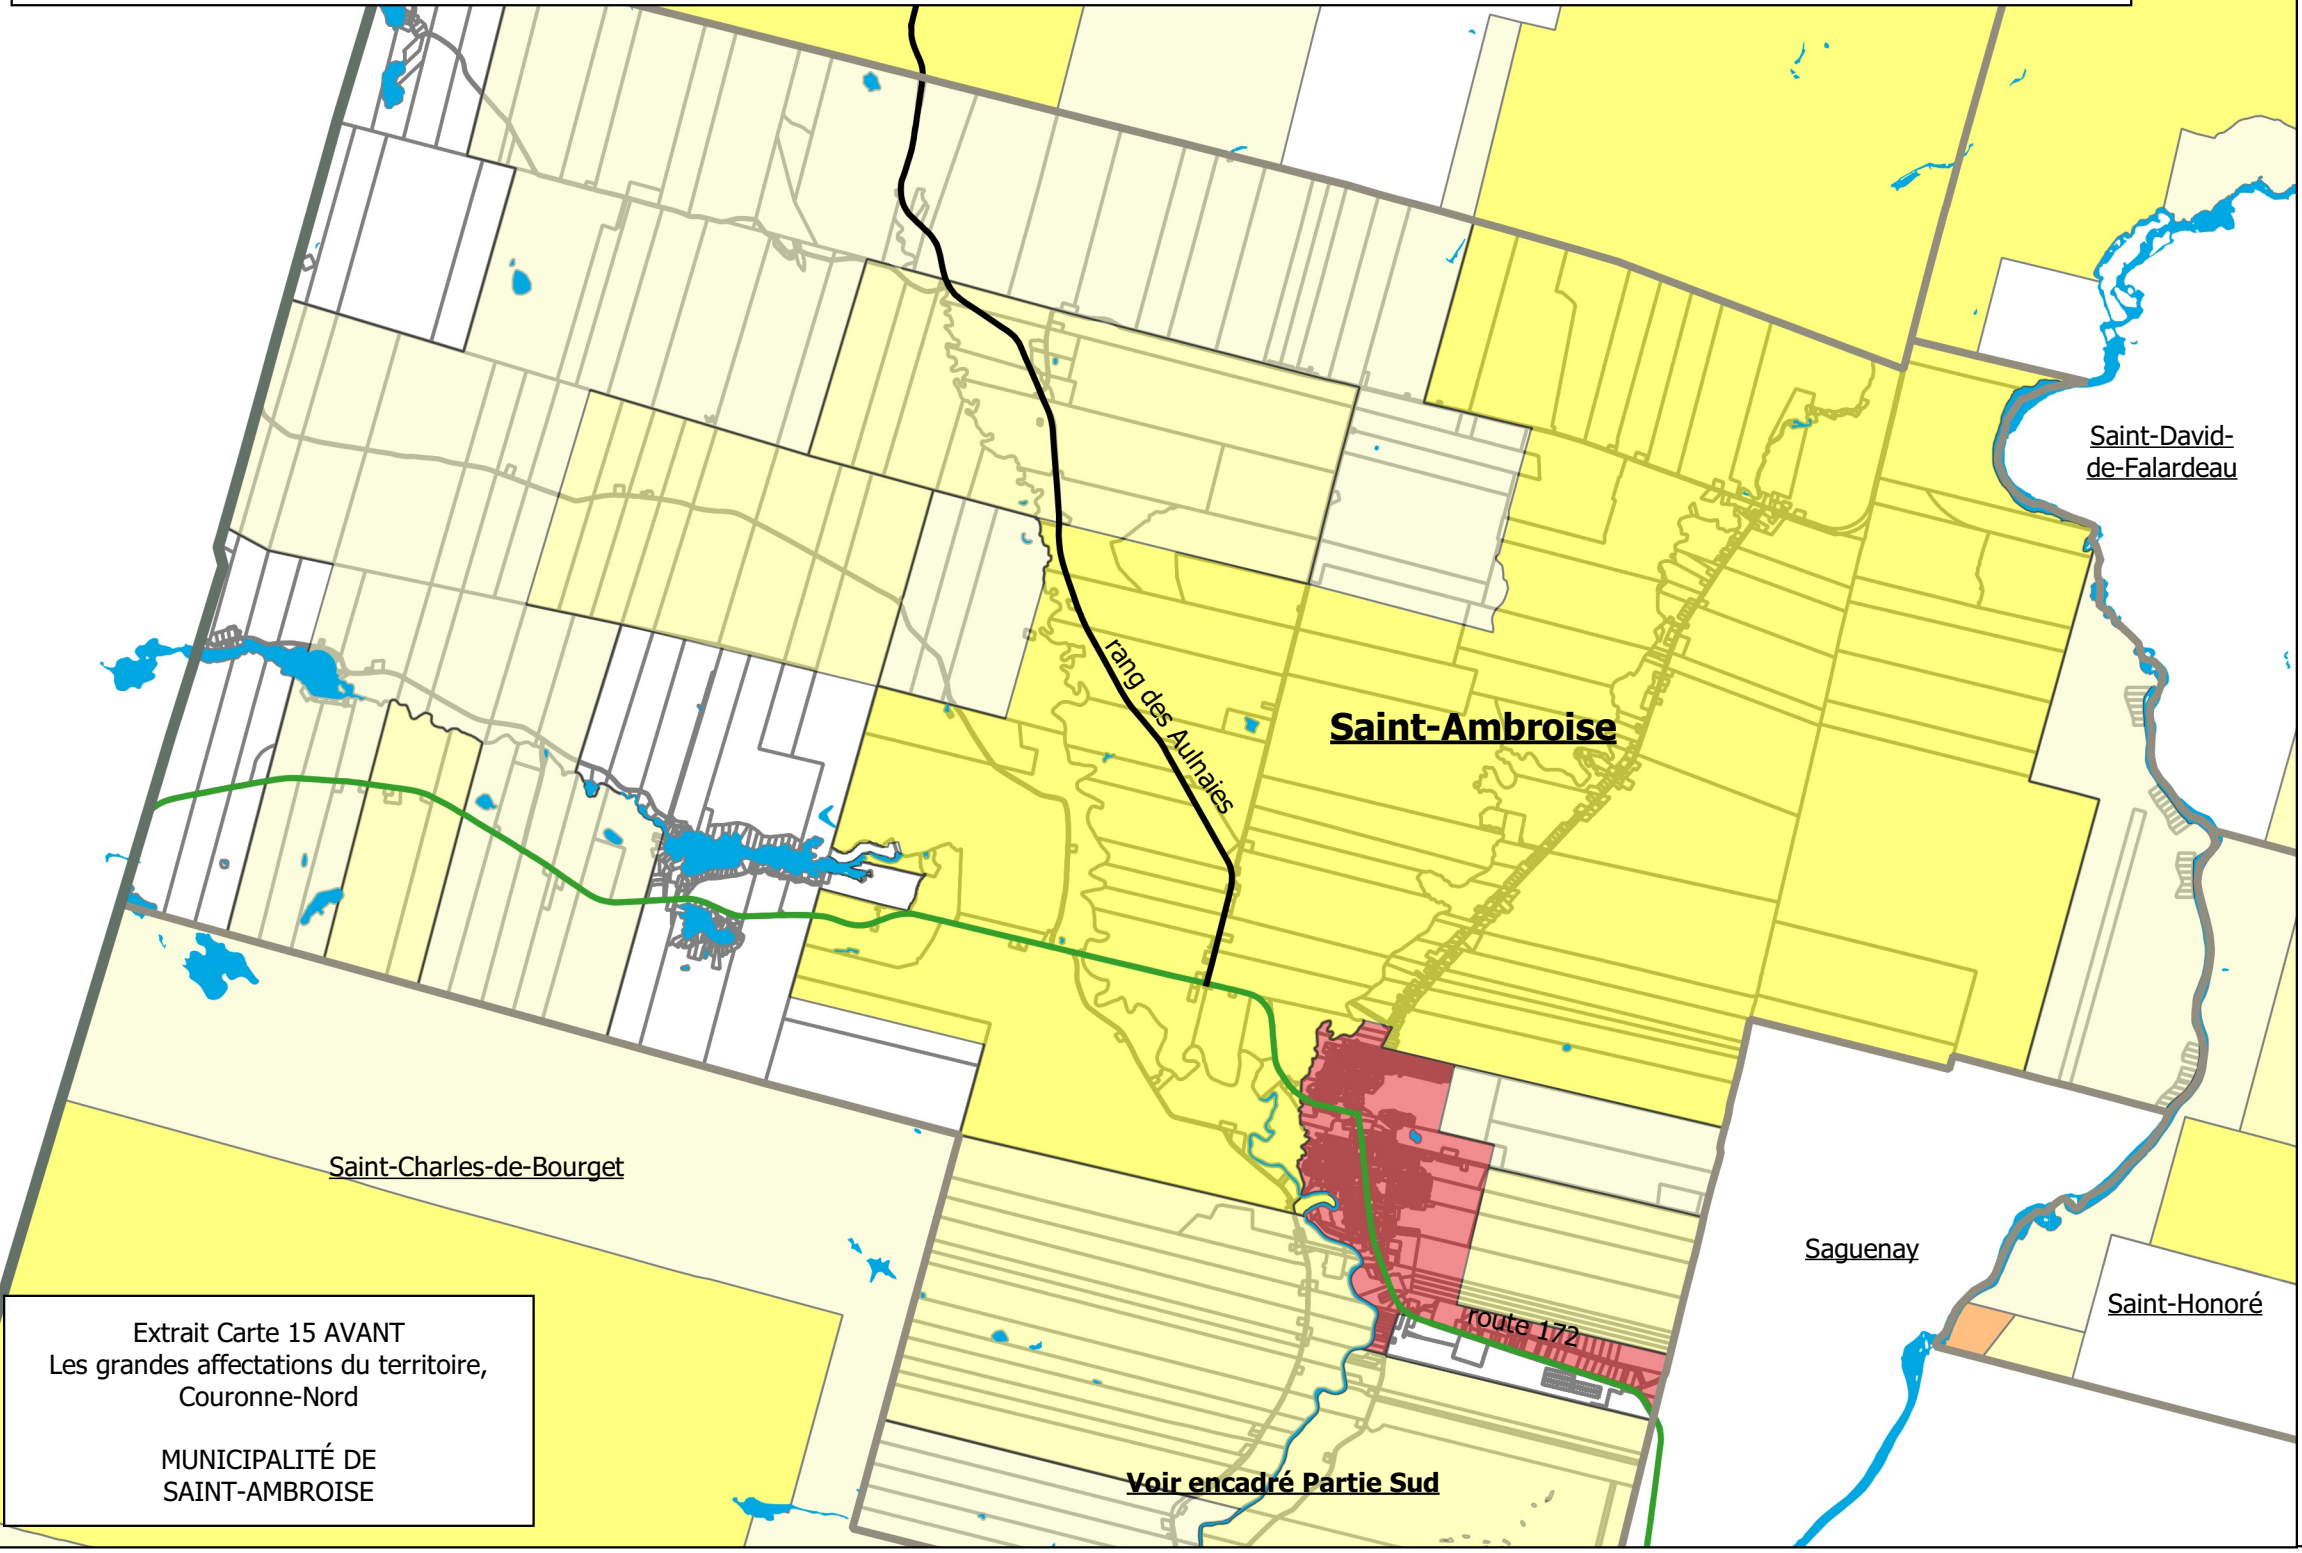 Saint-David-
de-Falardeau
rang des Aulnaies
Saint-Ambroise
Saint-Charles-de-Bourget
Saguenay
Saint-Honoré
route 172
Extrait Carte 15 AVANT
Les grandes affectations du territoire,
Couronne-Nord
MUNICIPALITÉ DE
SAINT-AMBROISE
Voir encadré Partie Sud